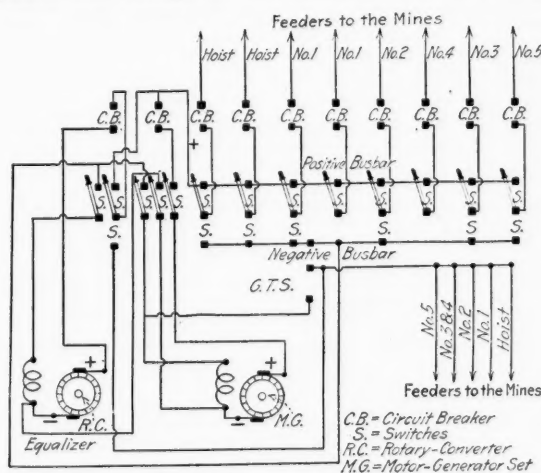 Feeders to the Mines
Hoist Hoist No.1 No.1 No.2 No.4 No.3 No.5
C.B. C.B. C.B. C.B. C.B. C.B. C.B. C.B. C.B. C.B.
+
Positive Busbar
S. S. S. S. S. S. S. S. S. S. S. S. S.
S. S. S. S. S. S. S. S. S.
Negative Busbar
G.T.S.
No.5 No.3&4 No.2 No.1 Hoist
+ +
Feeders to the Mines
R.C. M.G.
− −
Equalizer
C.B. = Circuit Breaker
S. = Switches
R.C. = Rotary-Converter
M.G. = Motor-Generator Set